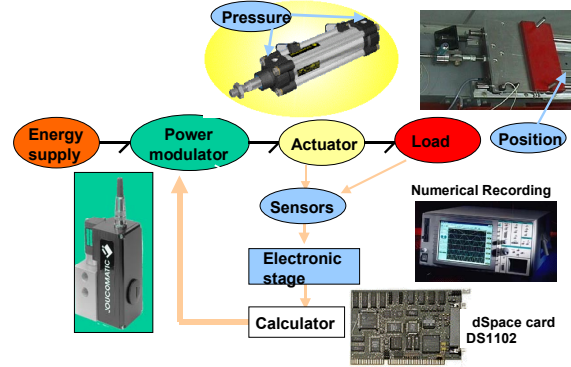 Pressure
Energy
supply
Power
modulator
Actuator
Load
Position
Sensors
Numerical Recording
JOUCOMATIC
Electronic
stage
Calculator
dSpace card
DS1102